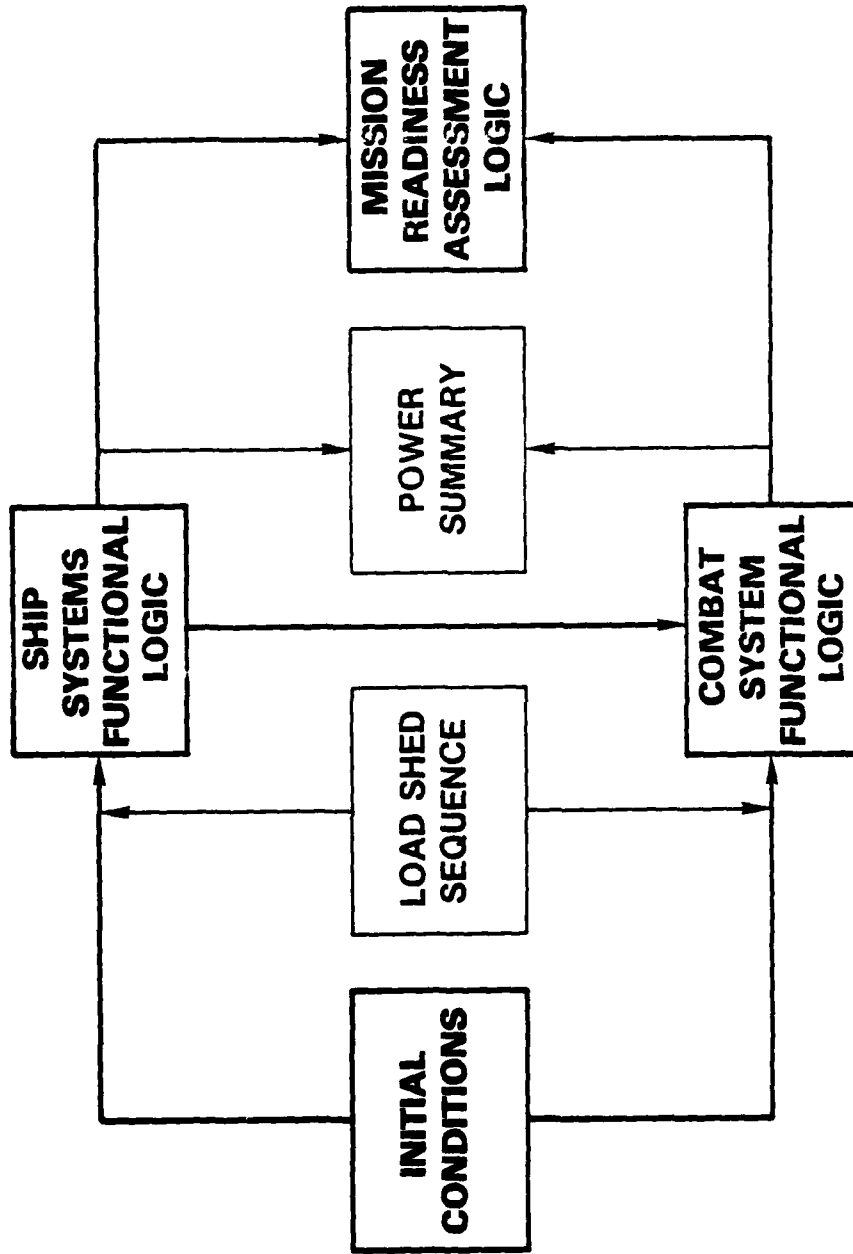 SHIP
SYSTEMS
FUNCTIONAL
LOGIC
INITIAL
CONDITIONS
LOAD SHED
SEQUENCE
POWER
SUMMARY
MISSION
READINESS
ASSESSMENT
LOGIC
COMBAT
SYSTEM
FUNCTIONAL
LOGIC